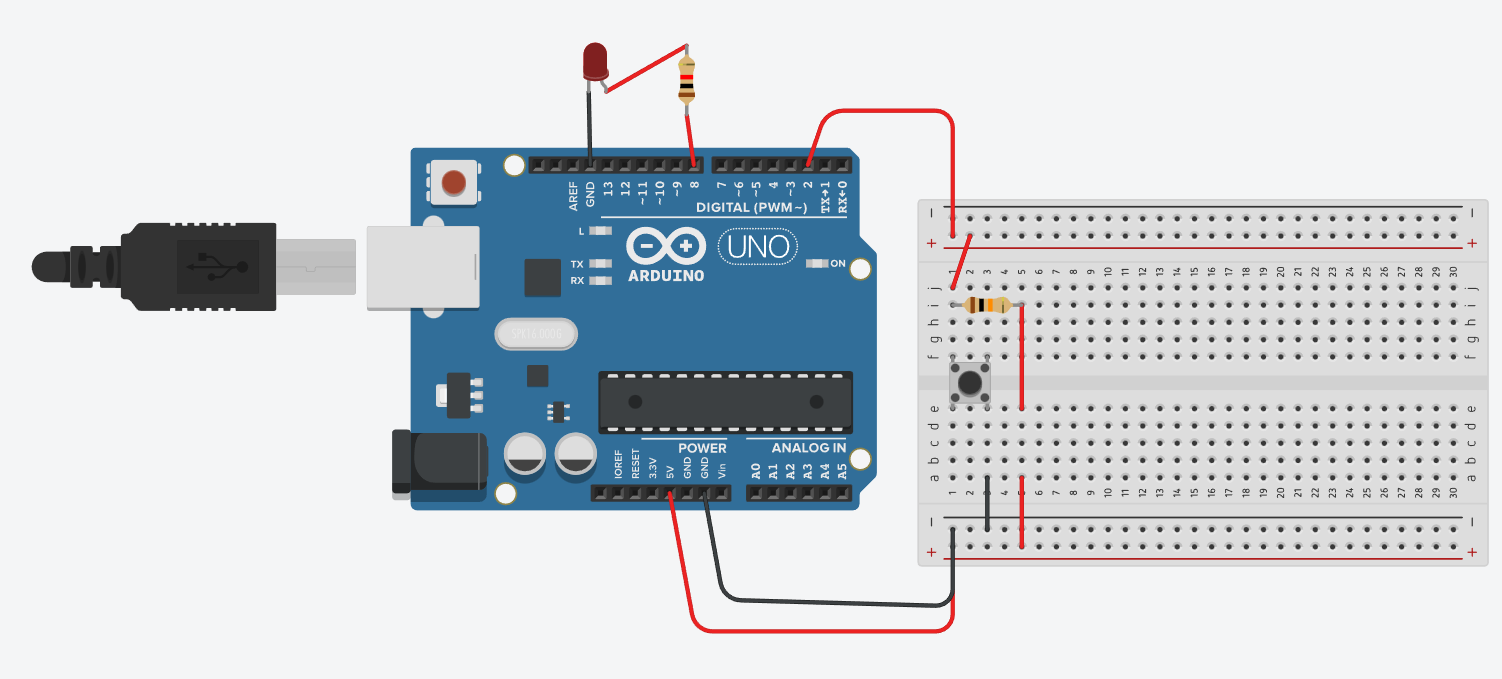 AREF GND 13 12 ~11 ~10 ~9 8 7 ~6 ~5 4 ~3 2 TX→1 RX←0
DIGITAL (PWM~)
L
TX
RX
ARDUINO
UNO
ON
POWER
IOREF RESET 3.3V 5V GND GND Vin
ANALOG IN
A0 A1 A2 A3 A4 A5
− −
+ +
1 2 3 4 5 6 7 8 9 10 11 12 13 14 15 16 17 18 19 20 21 22 23 24 25 26 27 28 29 30
j j
i i
h h
g g
f f
e e
d d
c c
b b
a a
1 2 3 4 5 6 7 8 9 10 11 12 13 14 15 16 17 18 19 20 21 22 23 24 25 26 27 28 29 30
− −
+ +